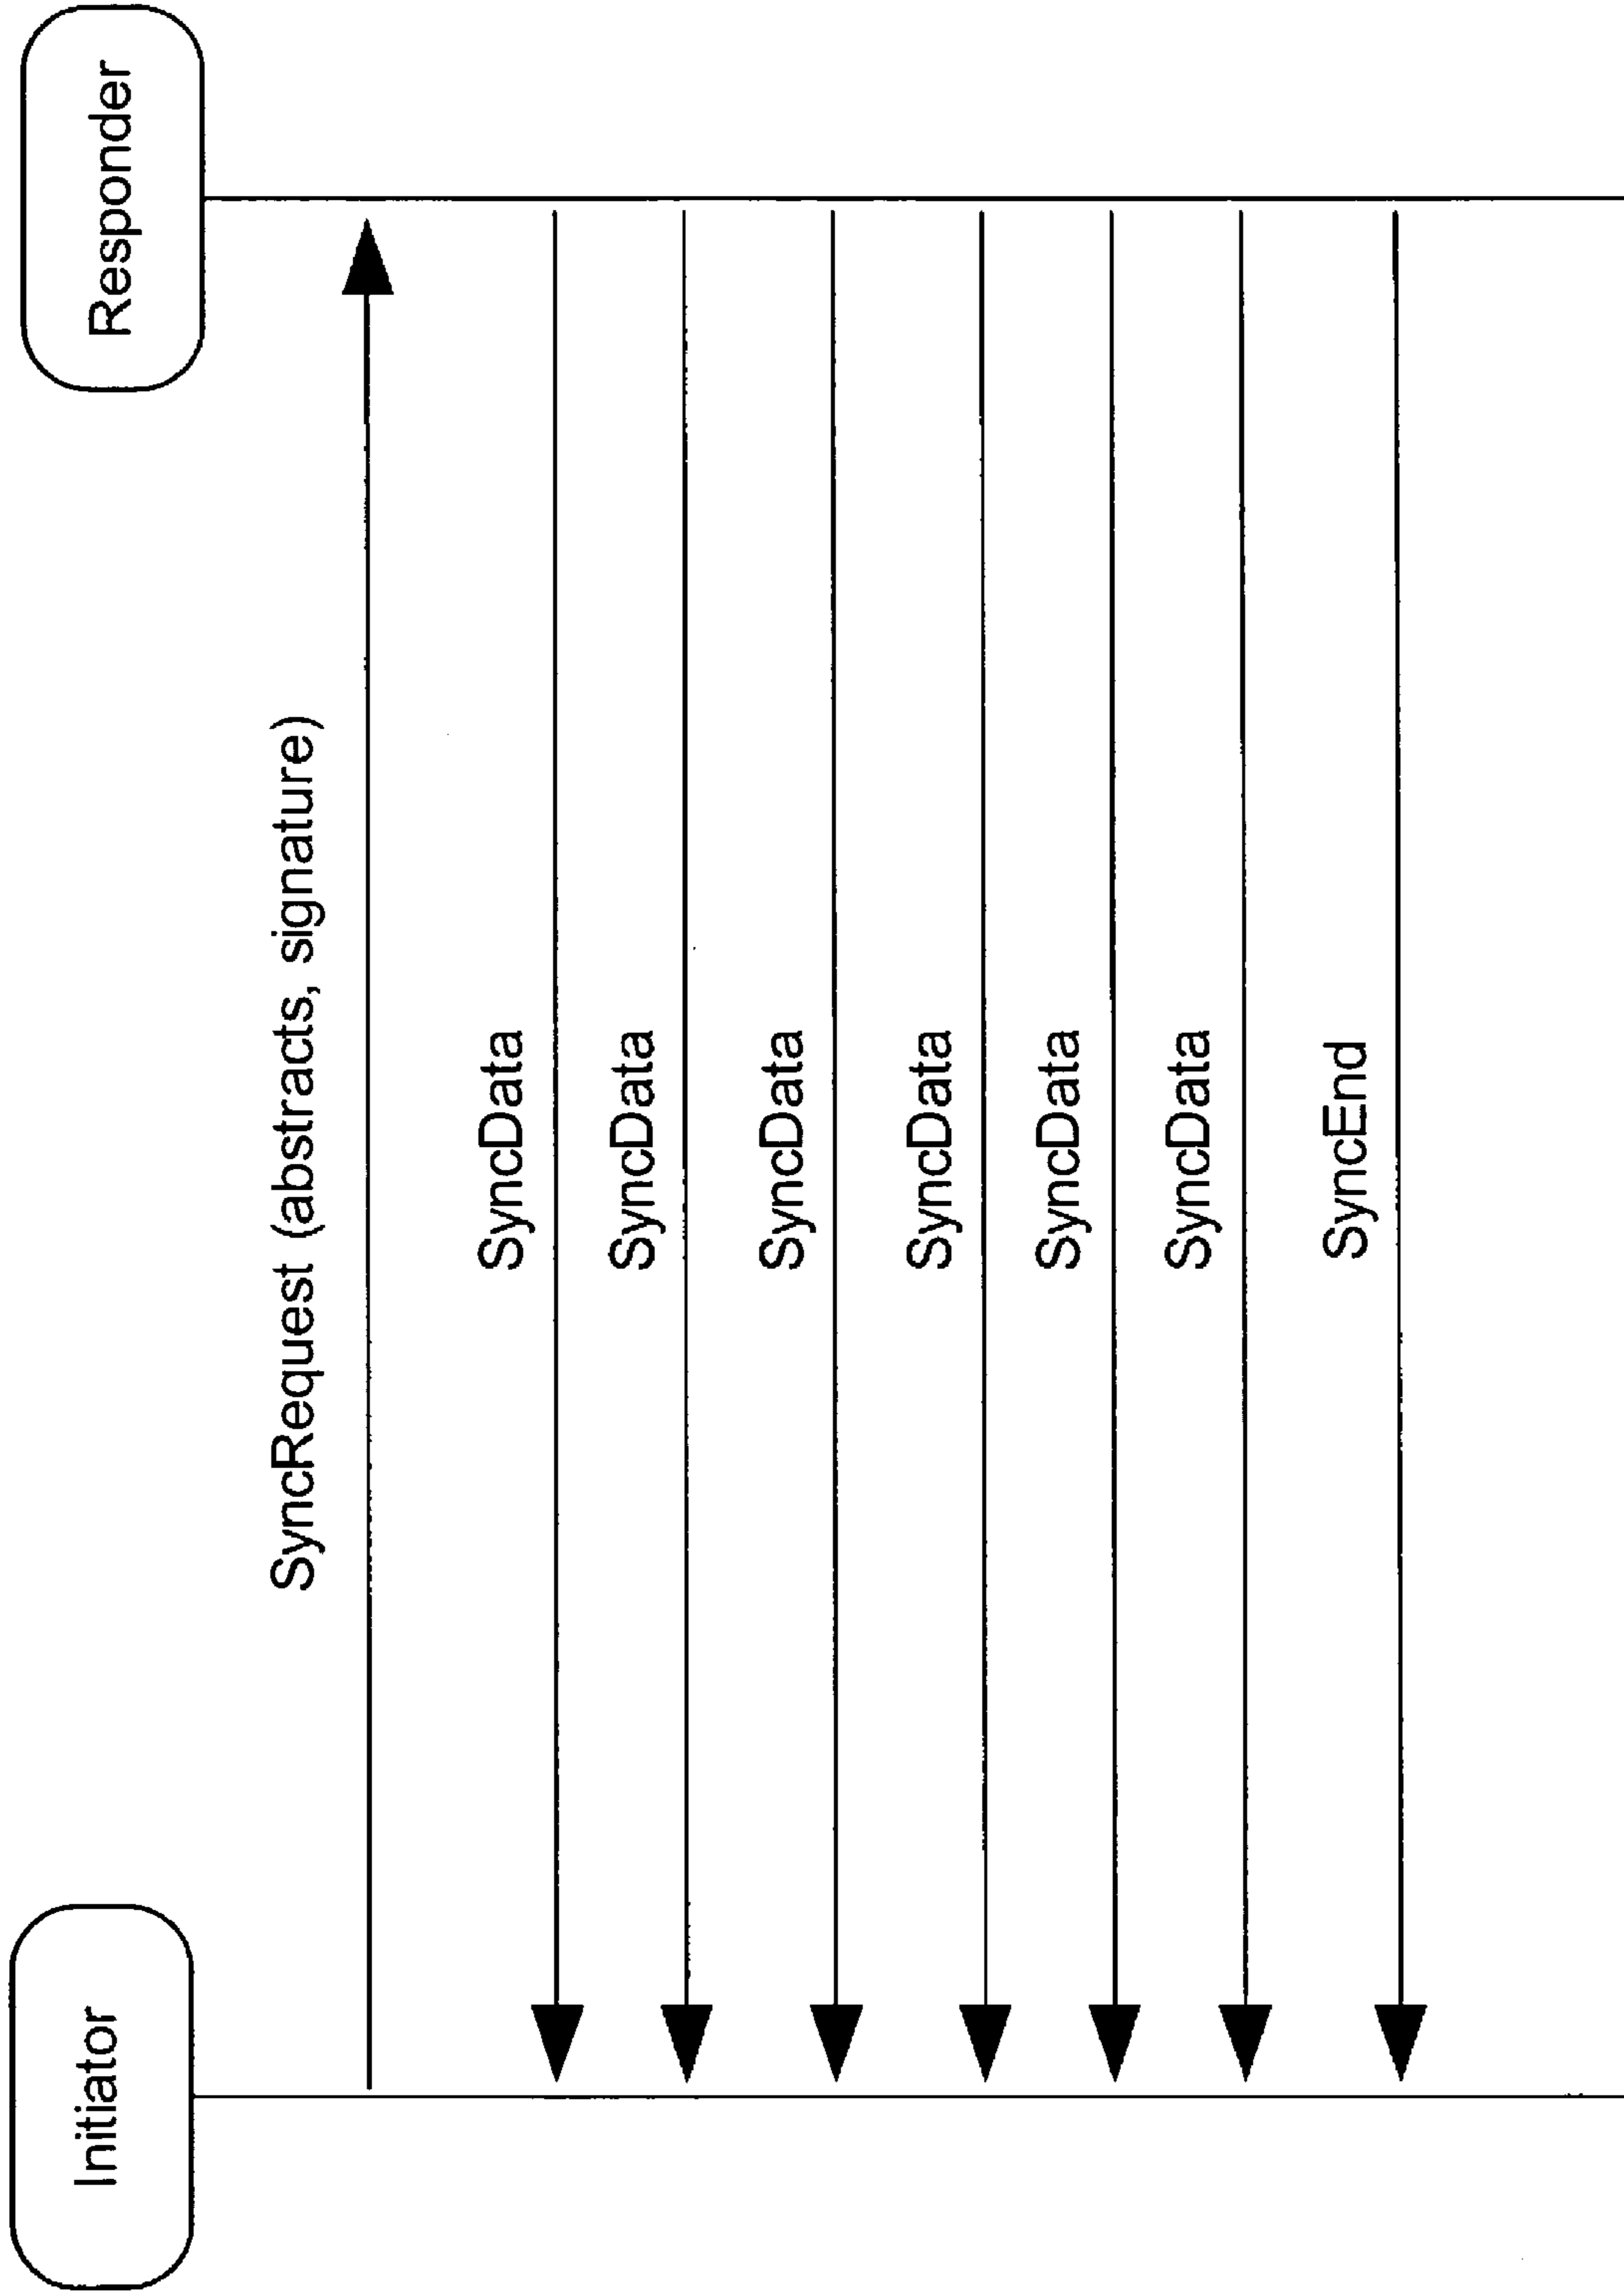 Initiator
Responder
SyncRequest (abstracts, signature)
SyncData
SyncData
SyncData
SyncData
SyncData
SyncData
SyncEnd